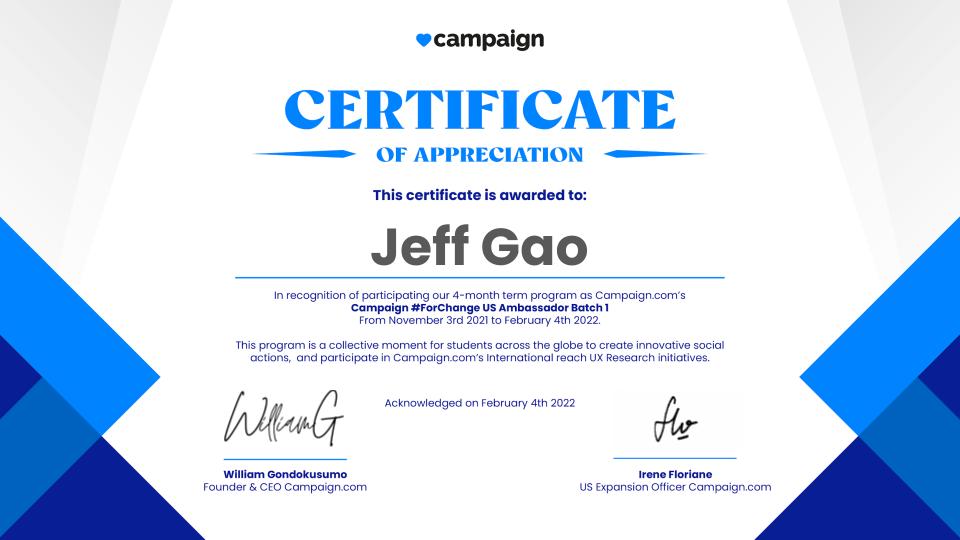 campaign
CERTIFICATE
OF APPRECIATION
This certificate is awarded to:
Jeff Gao
In recognition of participating our 4-month term program as Campaign.com's
Campaign #ForChange US Ambassador Batch 1
From November 3rd 2021 to February 4th 2022.
This program is a collective moment for students across the globe to create innovative social
actions,  and participate in Campaign.com's International reach UX Research initiatives.
WilliamG
Acknowledged on February 4th 2022
Flo
William Gondokusumo
Founder & CEO Campaign.com
Irene Floriane
US Expansion Officer Campaign.com